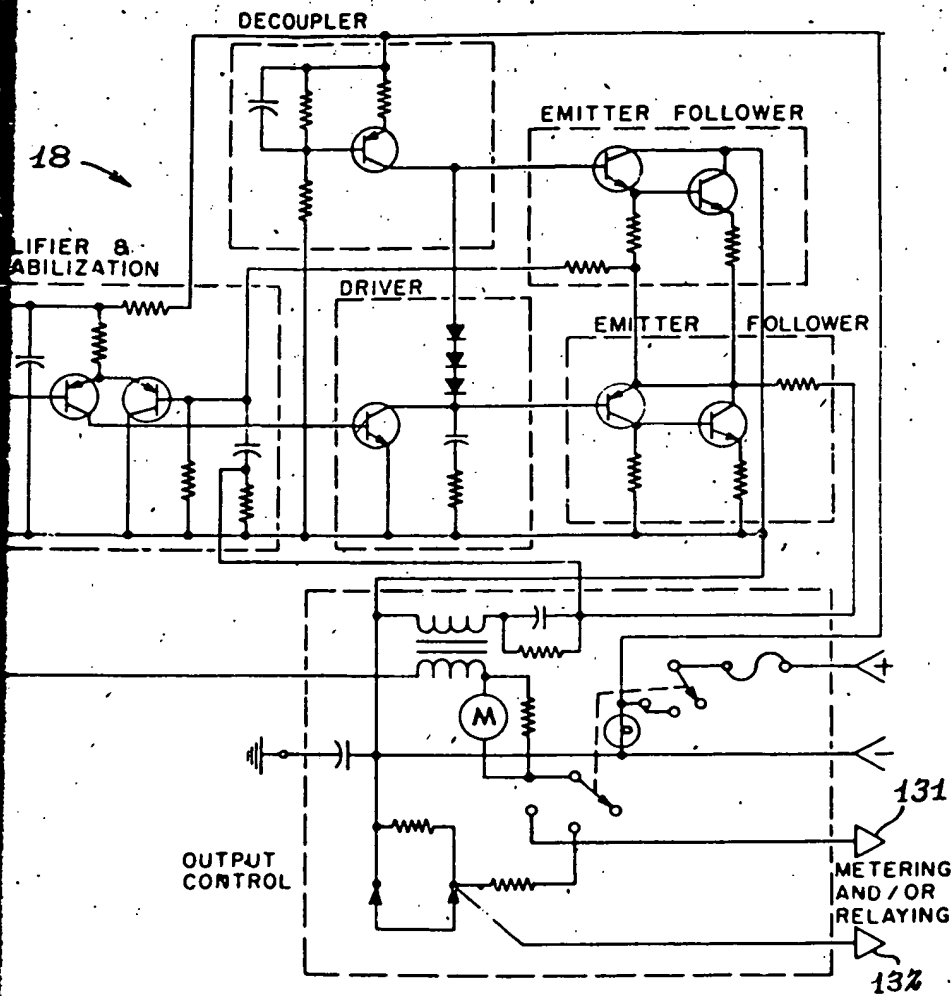 DECOUPLER
EMITTER FOLLOWER
18
LIFIER &
ABILIZATION
DRIVER
EMITTER FOLLOWER
M
+
−
131
OUTPUT
CONTROL
METERING
AND/OR
RELAYING
132